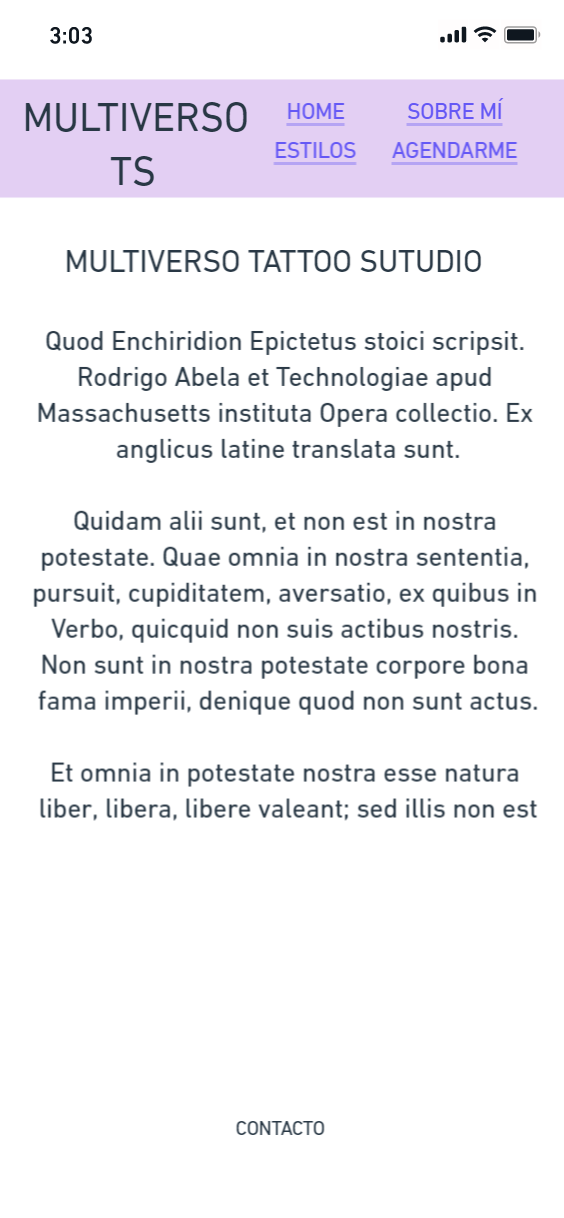 3:03
MULTIVERSO
TS
HOME
SOBRE MÍ
ESTILOS
AGENDARME
MULTIVERSO TATTOO SUTUDIO
Quod Enchiridion Epictetus stoici scripsit.
Rodrigo Abela et Technologiae apud
Massachusetts instituta Opera collectio. Ex
anglicus latine translata sunt.
Quidam alii sunt, et non est in nostra
potestate. Quae omnia in nostra sententia,
pursuit, cupiditatem, aversatio, ex quibus in
Verbo, quicquid non suis actibus nostris.
Non sunt in nostra potestate corpore bona
fama imperii, denique quod non sunt actus.
Et omnia in potestate nostra esse natura
liber, libera, libere valeant; sed illis non est
CONTACTO